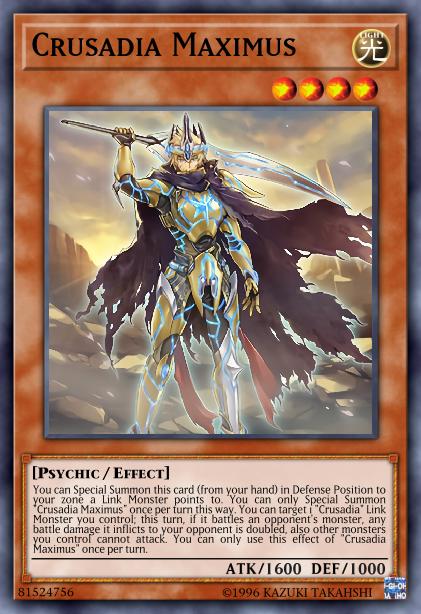 Crusadia Maximus
LIGHT
光
[Psychic / Effect]
You can Special Summon this card (from your hand) in Defense Position to
your zone a Link Monster points to. You can only Special Summon
"Crusadia Maximus" once per turn this way. You can target 1 "Crusadia" Link
Monster you control; this turn, if it battles an opponent's monster, any
battle damage it inflicts to your opponent is doubled, also other monsters
you control cannot attack. You can only use this effect of "Crusadia
Maximus" once per turn.
ATK/1600 DEF/1000
81524756
©1996 KAZUKI TAKAHSHI